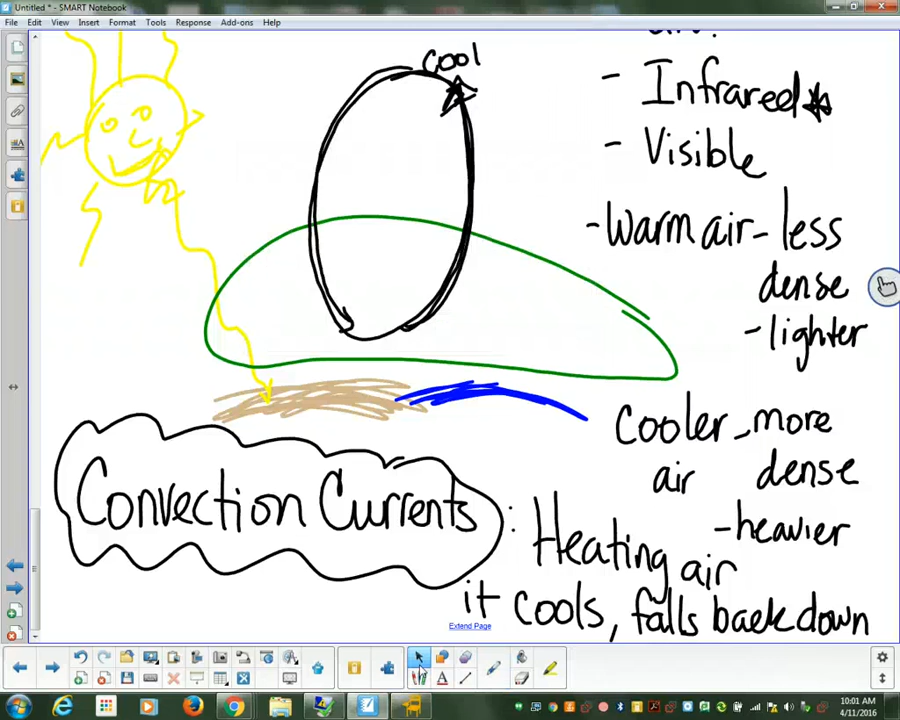 Untitled * - SMART Notebook
File Edit View Insert Format Tools Response Add-ons Help
cool
- Infrared
- Visible
-Warm air- less
dense
-lighter
cooler - more
air dense
-heavier
Convection Currents : Heating air
it cools, falls back down
Extend Page
10:01 AM
4/11/2016